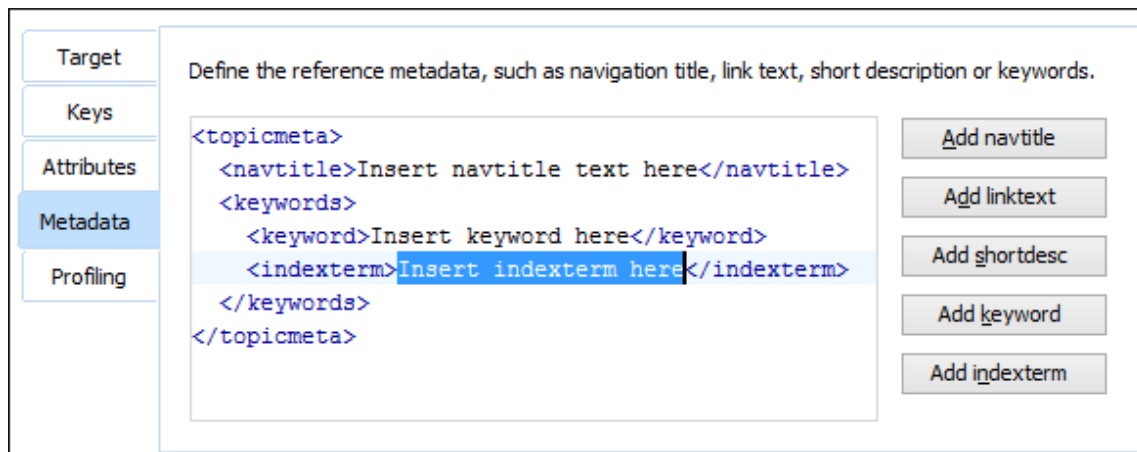 Target
Keys
Attributes
Metadata
Profiling
Define the reference metadata, such as navigation title, link text, short description or keywords.
<topicmeta>
  <navtitle>Insert navtitle text here</navtitle>
  <keywords>
    <keyword>Insert keyword here</keyword>
    <indexterm>Insert indexterm here</indexterm>
  </keywords>
</topicmeta>
Add navtitle
Add linktext
Add shortdesc
Add keyword
Add indexterm